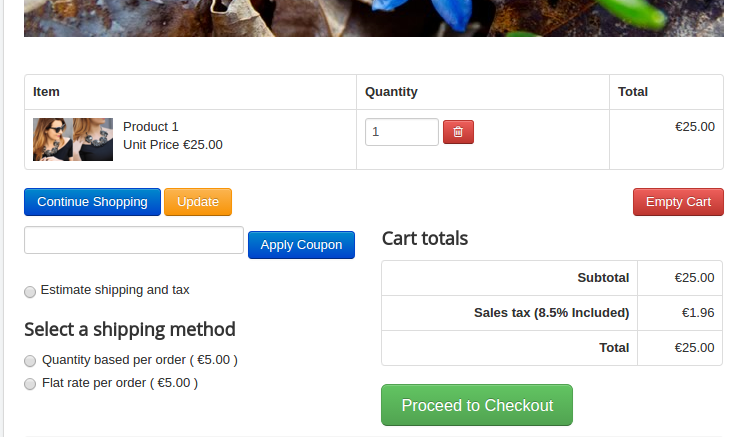 Item Quantity Total
Product 1
Unit Price €25.00
1
€25.00
Continue Shopping Update Empty Cart
Apply Coupon
Estimate shipping and tax
Select a shipping method
Quantity based per order ( €5.00 )
Flat rate per order ( €5.00 )
Cart totals
Subtotal €25.00
Sales tax (8.5% Included) €1.96
Total €25.00
Proceed to Checkout